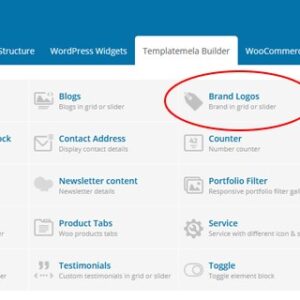 Structure WordPress Widgets Templatemela Builder WooCommerc
Blogs
Blogs in grid or slider
Brand Logos
Brand in grid or slider
ock
Contact Address
Display contact details
Counter
Number counter
Newsletter content
Newsletter details
Portfolio Filter
Responsive portfolio filter gall
Product Tabs
Woo products tabs
Service
Service with different icon & s
er
Testimonials
Custom testimonials in grid or slider
Toggle
Toggle element block